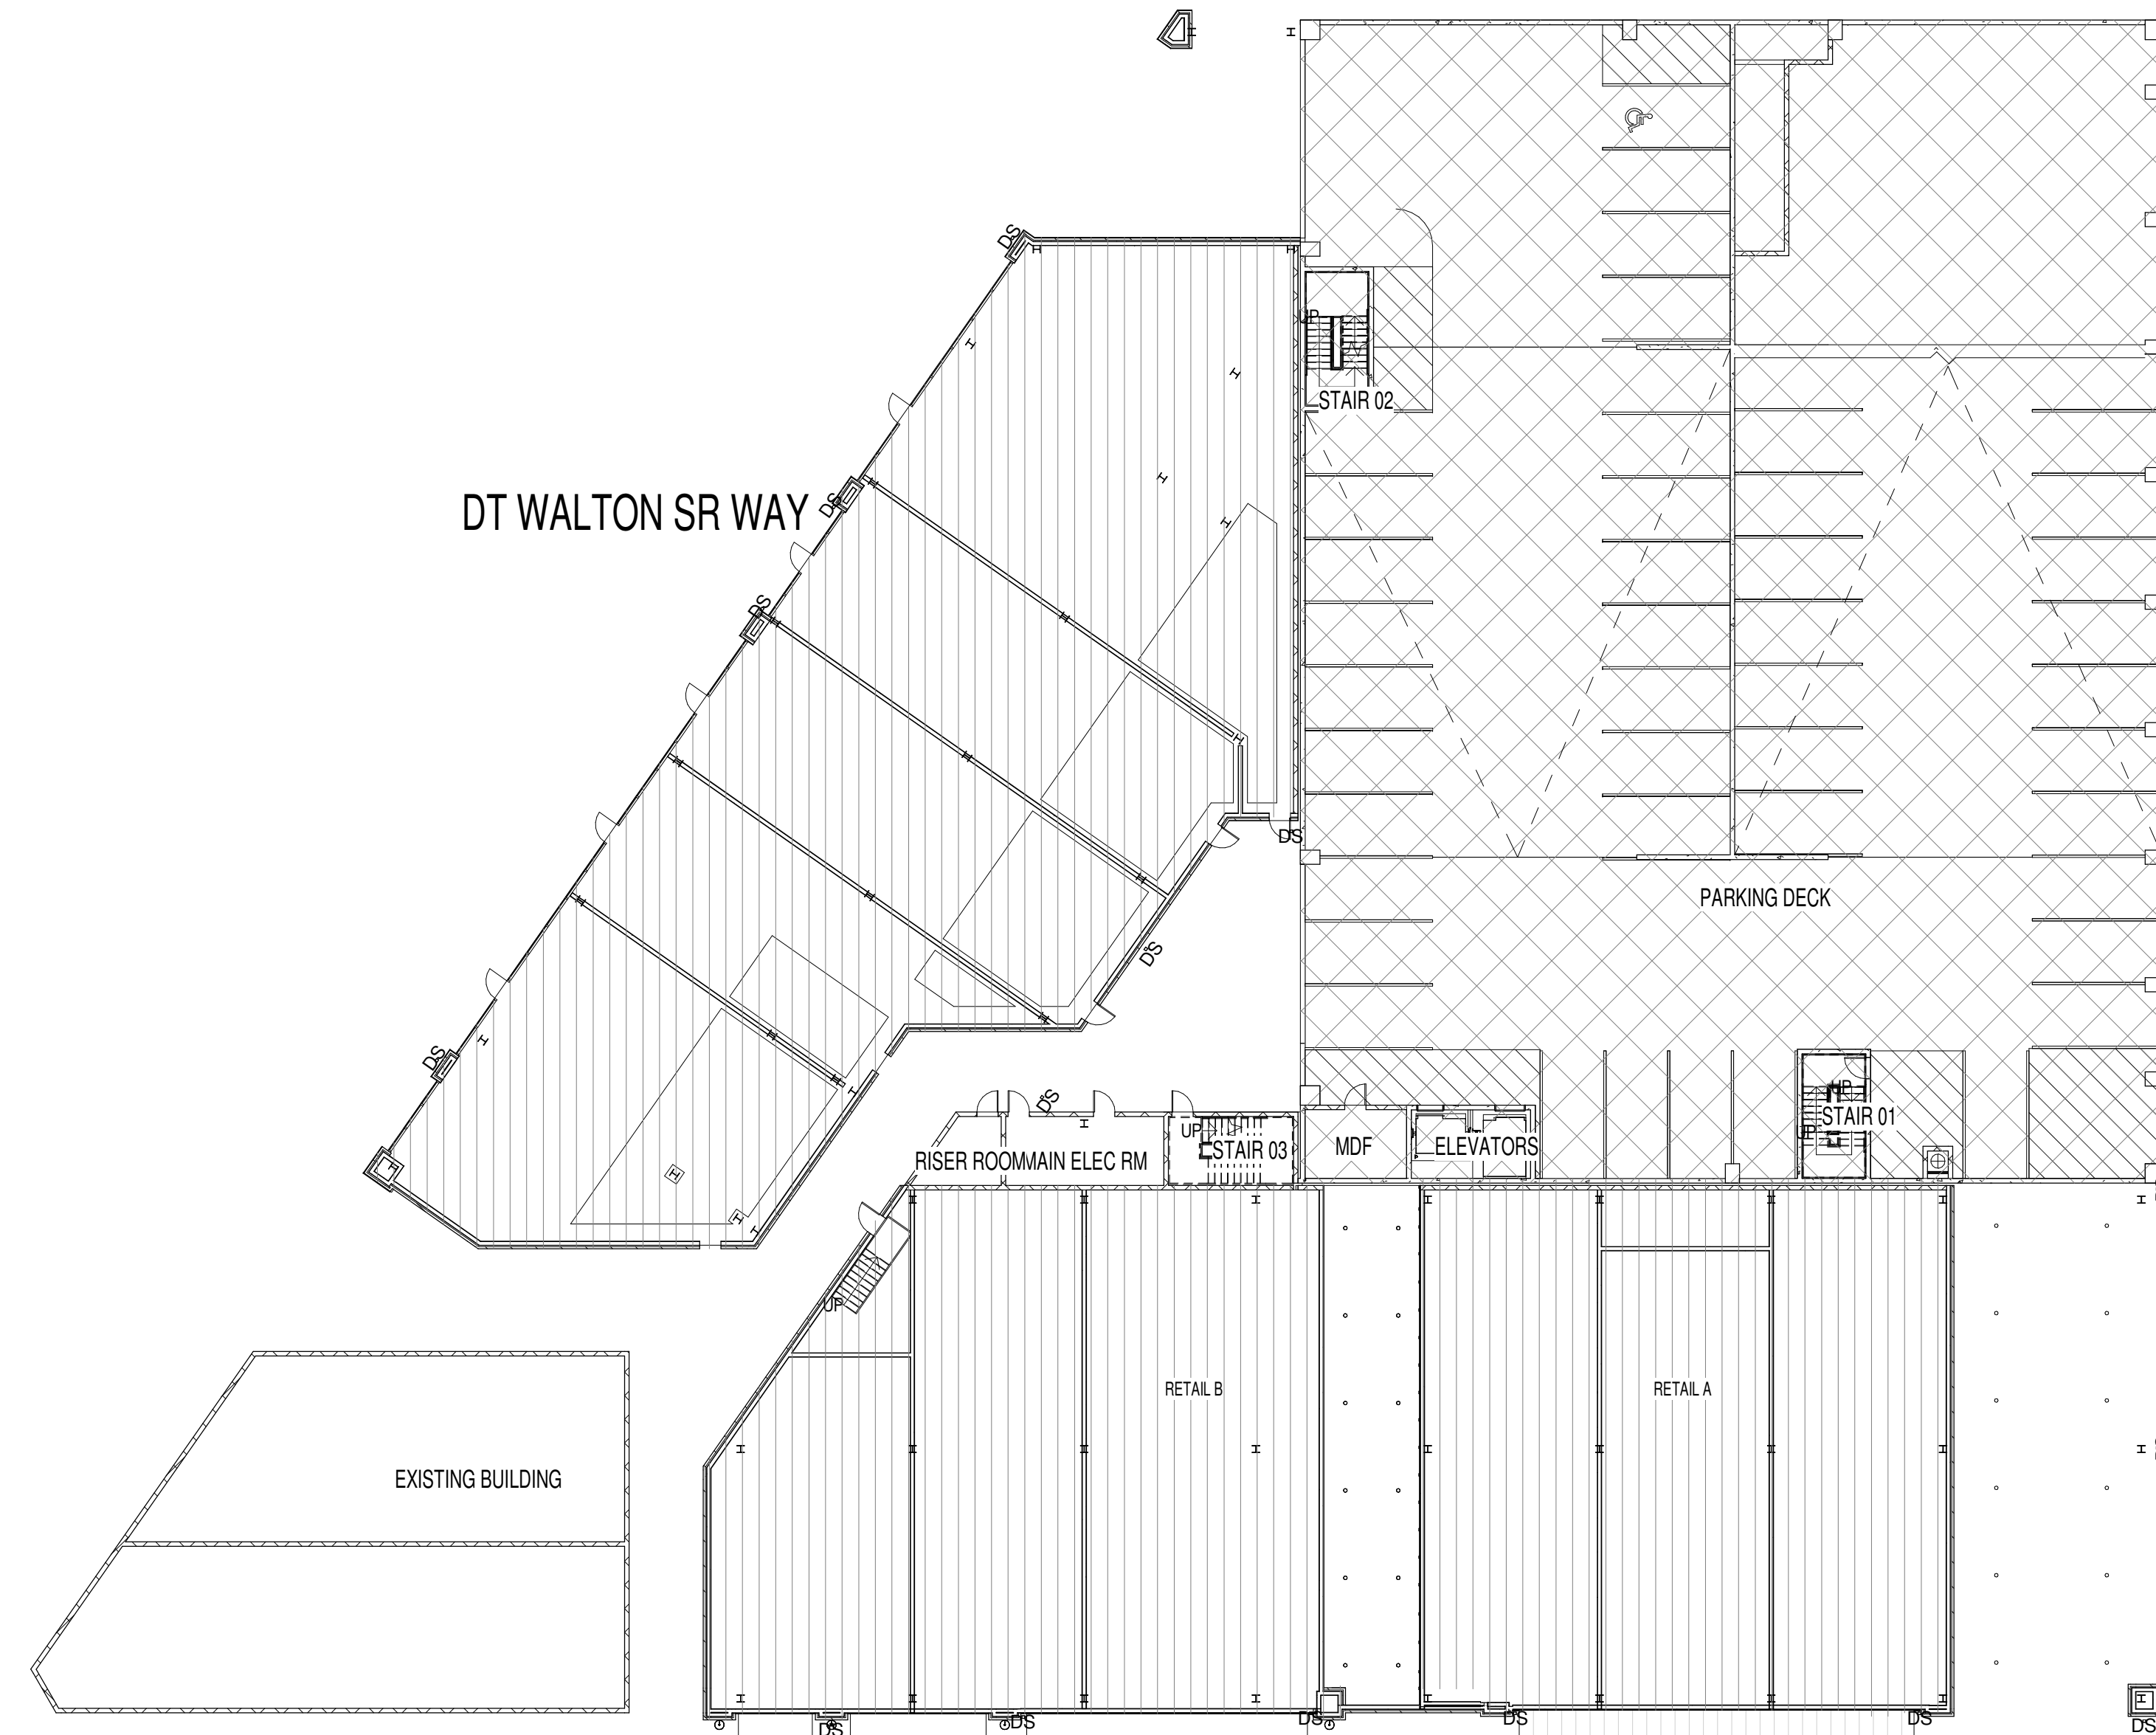 DS
DT WALTON SR WAY
DS
DS
UP
STAIR 02
DS
PARKING DECK
DS
DS
DS
UP
UP
STAIR 01
UP
STAIR 03
MDF
ELEVATORS
RISER ROOM
MAIN ELEC RM
UP
RETAIL B
RETAIL A
EXISTING BUILDING
DS
DS
DS
DS
DS
DS